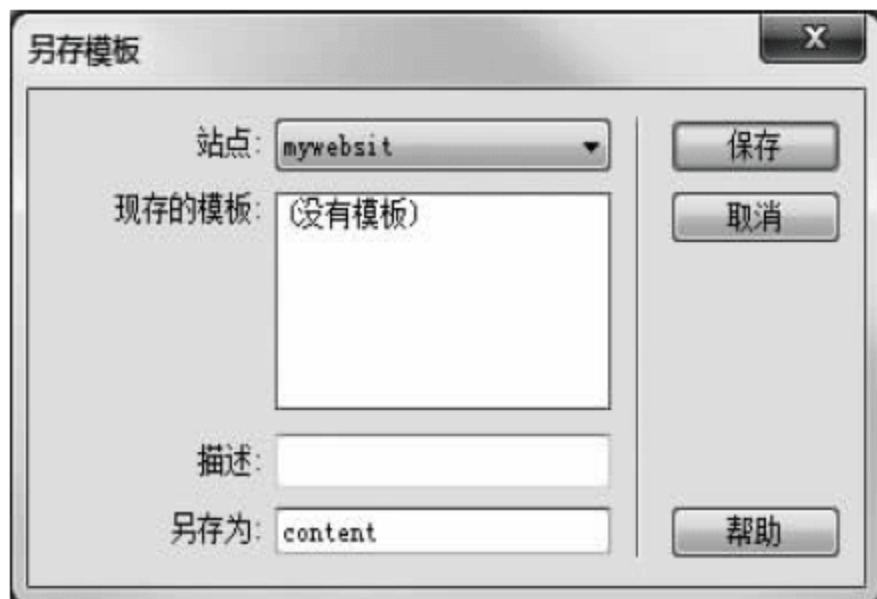 另存模板
站点: mywebsit
保存
现存的模板: (没有模板)
取消
描述:
另存为: content
帮助